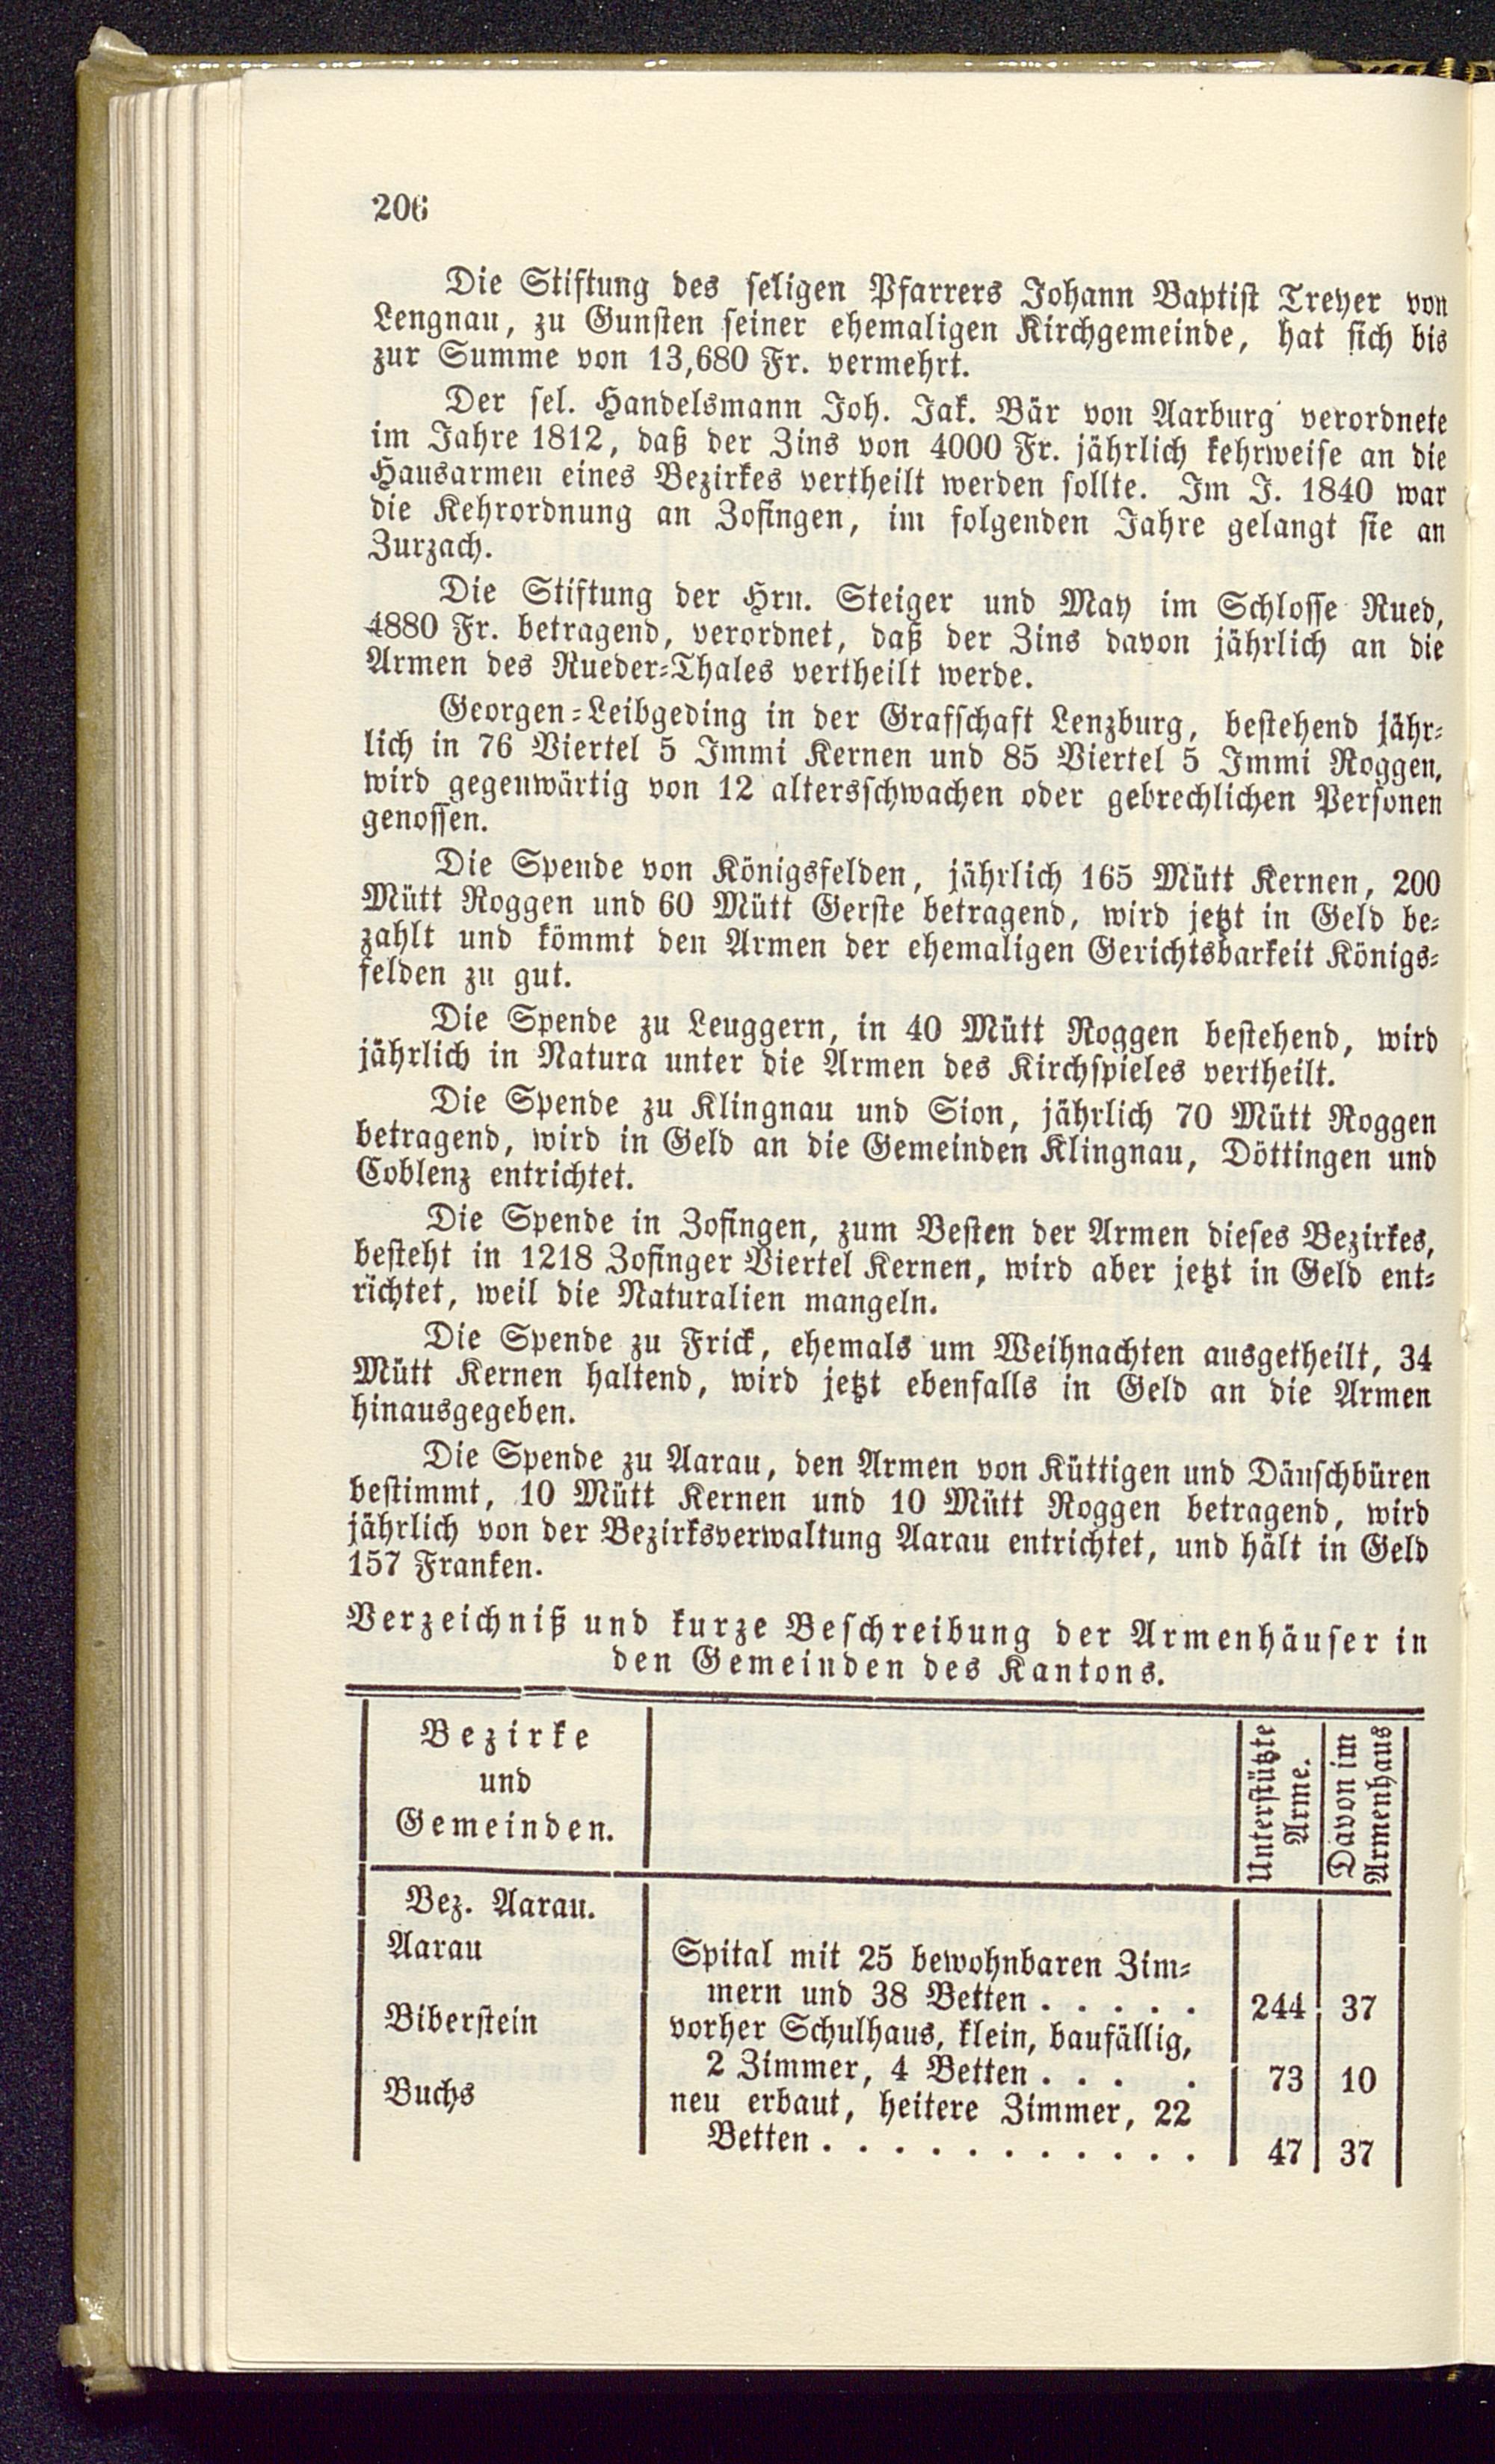 206
Die Stiftung des seligen Pfarrers Johann Baptist Treyer von
Lengnau, zu Gunsten seiner ehemaligen Kirchgemeinde, hat sich bis
zur Summe von 13,680 Fr. vermehrt.
Der sel. Handelsmann Joh. Jak. Bär von Aarburg verordnete
im Jahre 1812, daß der Zins von 4000 Fr. jährlich kehrweise an die
Hausarmen eines Bezirkes vertheilt werden sollte. Im J. 1840 war
die Kehrordnung an Zofingen, im folgenden Jahre gelangt sie an
Zurzach.
Die Stiftung der Hrn. Steiger und May im Schlosse Rued,
4880 Fr. betragend, verordnet, daß der Zins davon jährlich an die
Armen des Rueder-Thales vertheilt werde.
Georgen-Leibgeding in der Grafschaft Lenzburg, bestehend jähr-
lich in 76 Viertel 5 Immi Kernen und 85 Viertel 5 Immi Roggen,
wird gegenwärtig von 12 altersschwachen oder gebrechlichen Personen
genossen.
Die Spende von Königsfelden, jährlich 165 Mütt Kernen, 200
Mütt Roggen und 60 Mütt Gerste betragend, wird jetzt in Geld be-
zahlt und kömmt den Armen der ehemaligen Gerichtsbarkeit Königs-
felden zu gut.
Die Spende zu Leuggern, in 40 Mütt Roggen bestehend, wird
jährlich in Natura unter die Armen des Kirchspieles vertheilt.
Die Spende zu Klingnau und Sion, jährlich 70 Mütt Roggen
betragend, wird in Geld an die Gemeinden Klingnau, Döttingen und
Coblenz entrichtet.
Die Spende in Zofingen, zum Besten der Armen dieses Bezirkes,
besteht in 1218 Zofinger Viertel Kernen, wird aber jetzt in Geld ent-
richtet, weil die Naturalien mangeln.
Die Spende zu Frick, ehemals um Weihnachten ausgetheilt, 34
Mütt Kernen haltend, wird jetzt ebenfalls in Geld an die Armen
hinausgegeben.
Die Spende zu Aarau, den Armen von Küttigen und Dänschbüren
bestimmt, 10 Mütt Kernen und 10 Mütt Roggen betragend, wird
jährlich von der Bezirksverwaltung Aarau entrichtet, und hält in Geld
157 Franken.
Verzeichniß und kurze Beschreibung der Armenhäuser in
den Gemeinden des Kantons.
Bezirke
und
Gemeinden.
Unterstützte
Arme.
Davon im
Armenhaus
Bez. Aarau.
Aarau
Spital mit 25 bewohnbaren Zim-
mern und 38 Betten . . . . . 244 37
Biberstein
vorher Schulhaus, klein, baufällig,
2 Zimmer, 4 Betten . . . . 73 10
Buchs
neu erbaut, heitere Zimmer, 22
Betten . . . . . . . . . . . 47 37